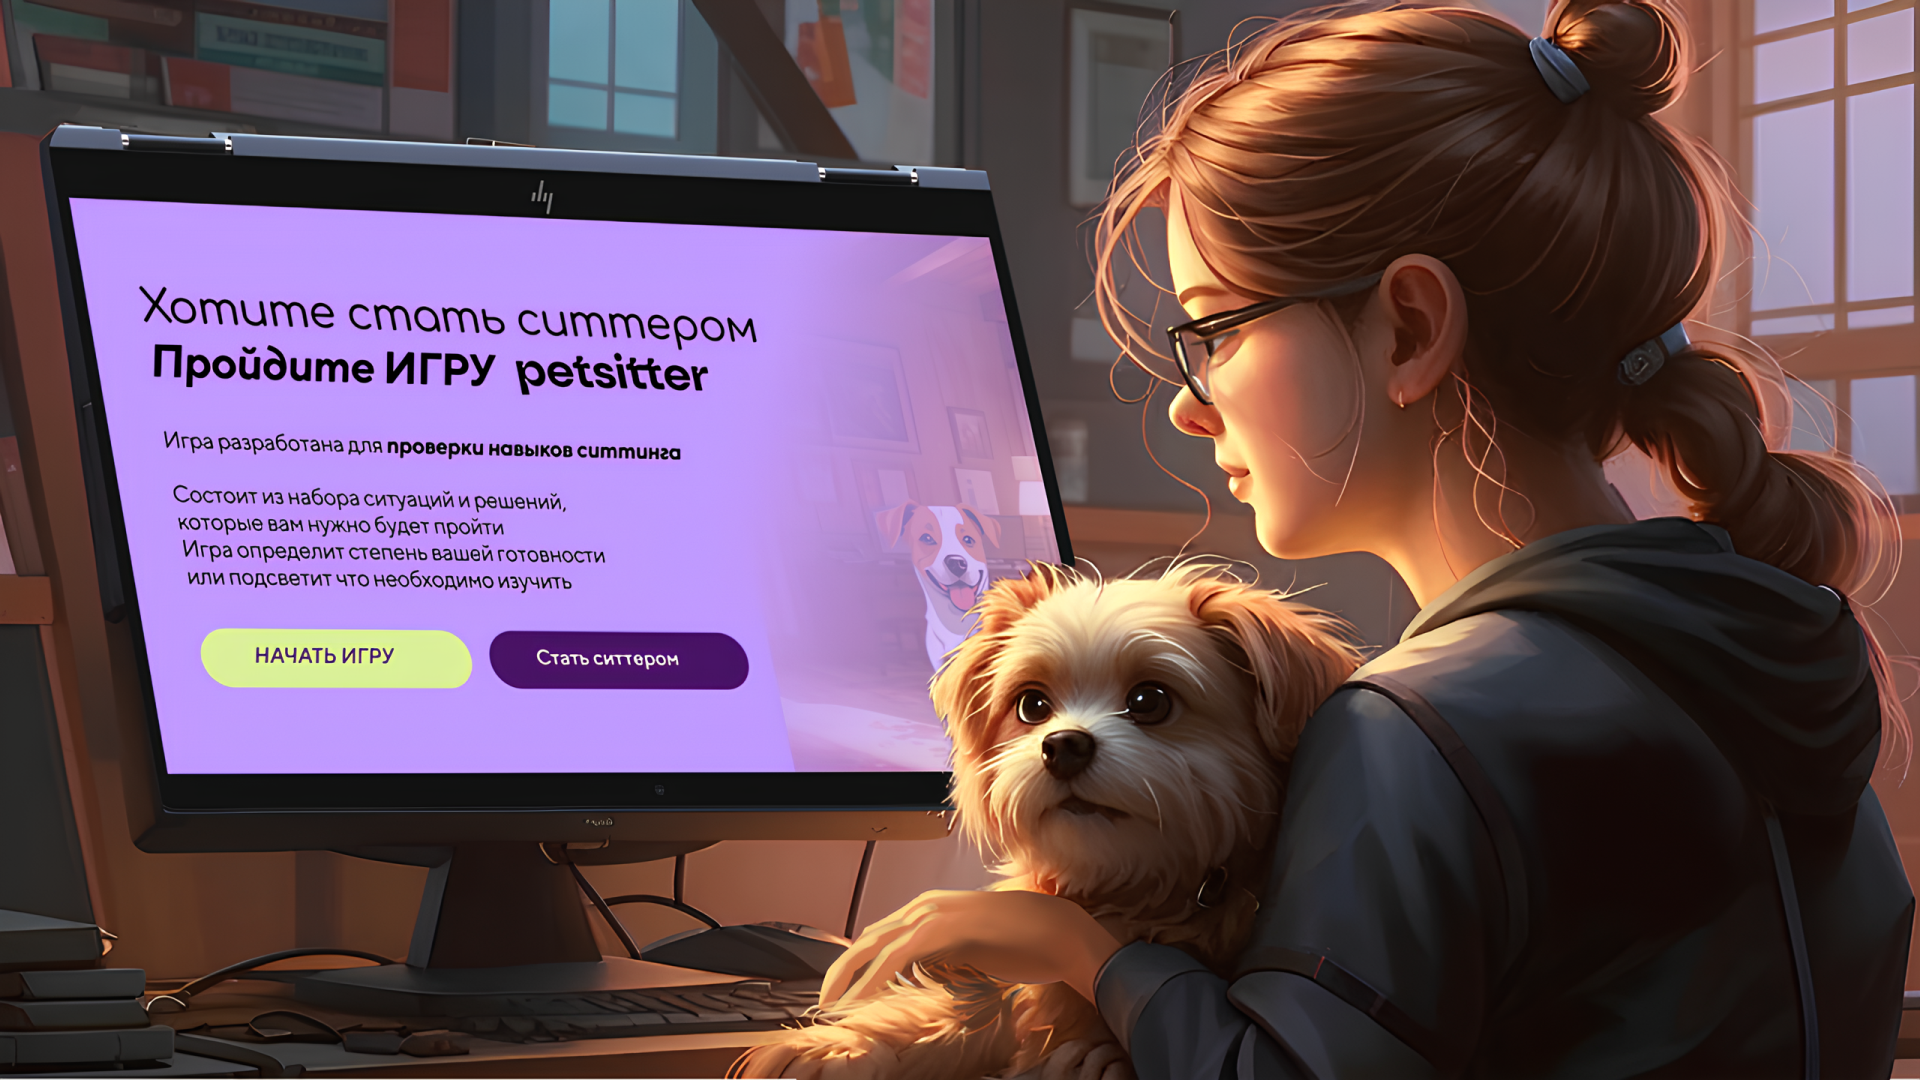 Хотите стать ситтером
Пройдите ИГРУ petsitter
Игра разработана для проверки навыков ситтинга
Состоит из набора ситуаций и решений,
которые вам нужно будет пройти
Игра определит степень вашей готовности
или подсветит что необходимо изучить
НАЧАТЬ ИГРУ
Стать ситтером